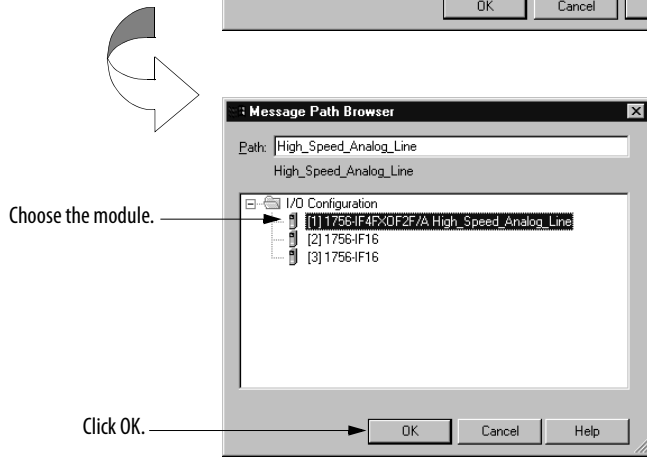 OK Cancel
Message Path Browser
Path: High_Speed_Analog_Line
High_Speed_Analog_Line
I/O Configuration
Choose the module.
[1] 1756-IF4FXOF2F/A High_Speed_Analog_Line
[2] 1756-IF16
[3] 1756-IF16
Click OK.
OK Cancel Help